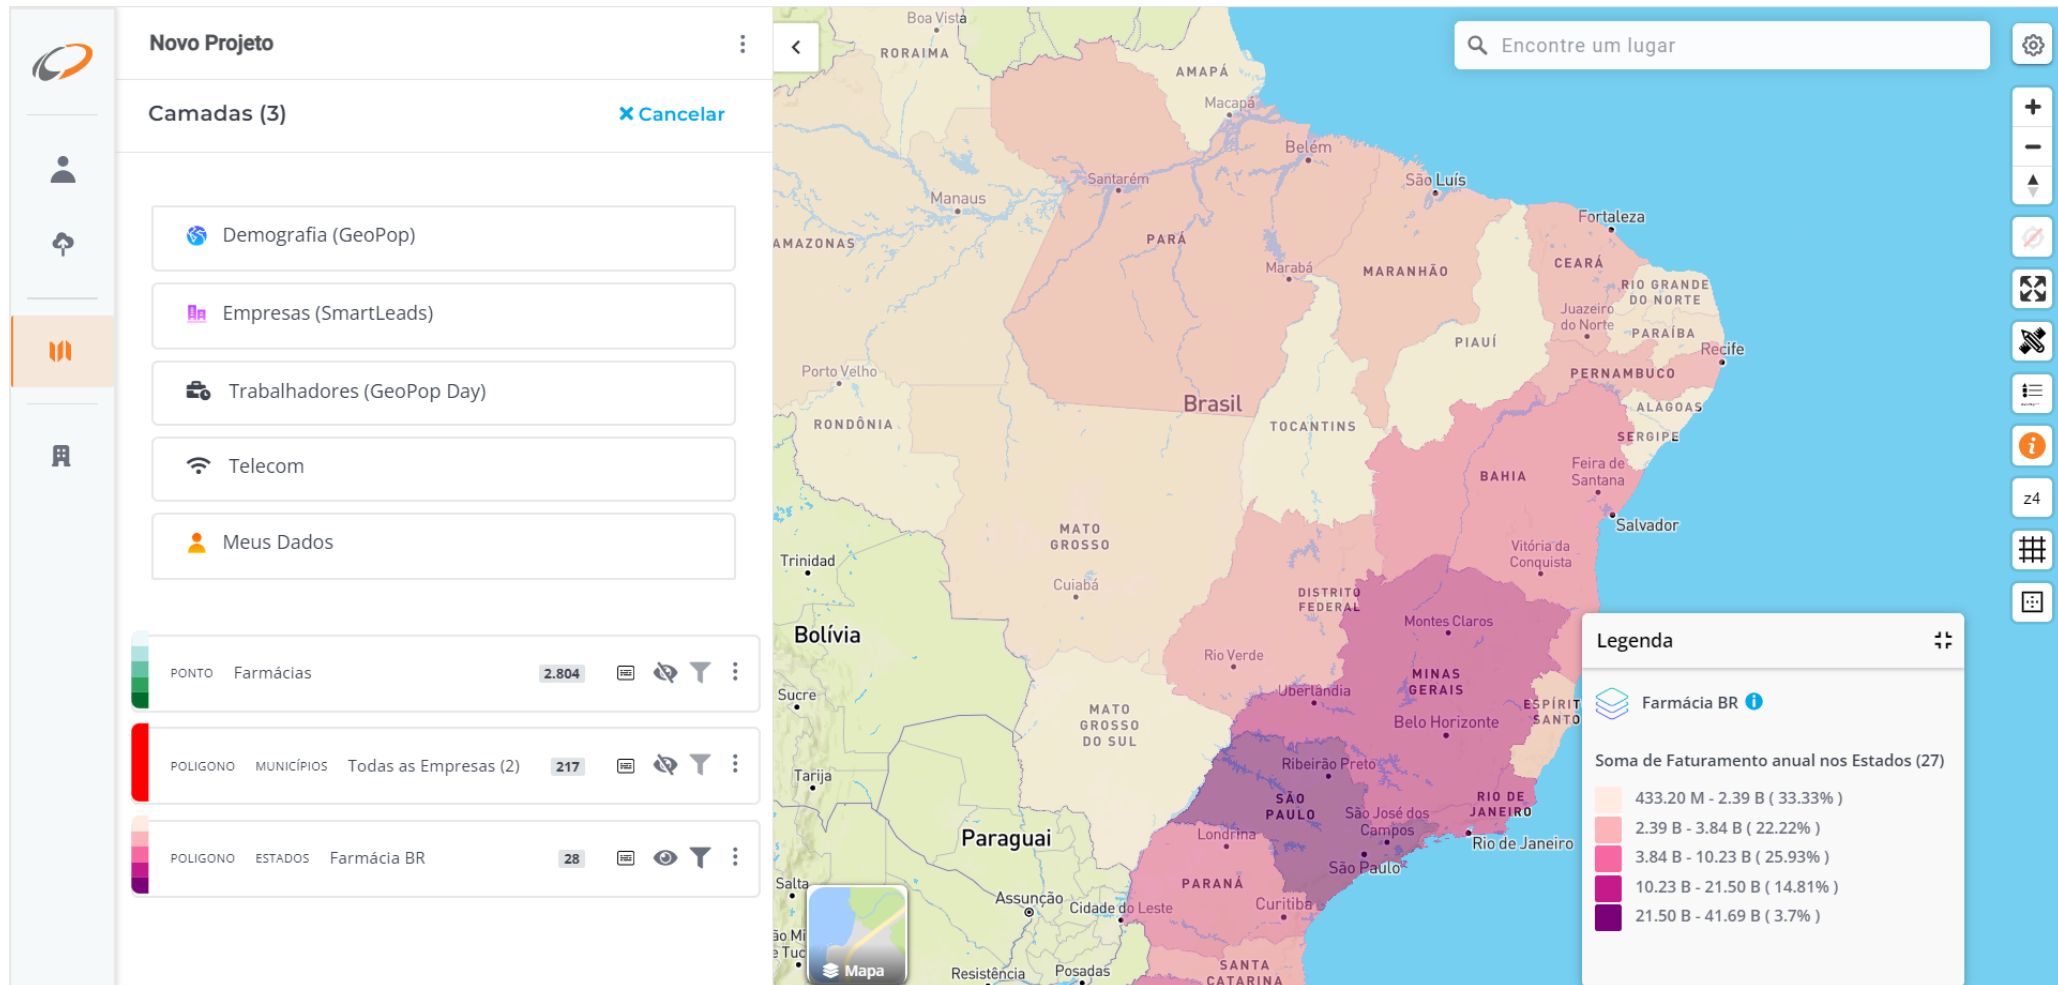 Novo Projeto
Camadas (3)
Cancelar
Demografia (GeoPop)
Empresas (SmartLeads)
Trabalhadores (GeoPop Day)
Telecom
Meus Dados
PONTO Farmácias 2.804
POLIGONO MUNICÍPIOS Todas as Empresas (2) 217
POLIGONO ESTADOS Farmácia BR 28
Encontre um lugar
z4
Boa Vista
RORAIMA
AMAPÁ
Macapá
Belém
Santarém
São Luís
Manaus
Fortaleza
AMAZONAS
PARÁ
Marabá
MARANHÃO
CEARÁ
RIO GRANDE
DO NORTE
Juazeiro
do Norte
PARAÍBA
PIAUÍ
Recife
Porto Velho
PERNAMBUCO
Brasil
ALAGOAS
RONDÔNIA
TOCANTINS
SERGIPE
BAHIA
Feira de
Santana
Salvador
MATO
GROSSO
Vitória da
Conquista
Trinidad
Cuiabá
DISTRITO
FEDERAL
Montes Claros
Bolívia
Rio Verde
MINAS
GERAIS
Uberlândia
Sucre
ESPÍRIT
SANTO
MATO
GROSSO
DO SUL
Belo Horizonte
Ribeirão Preto
Tarija
SÃO
PAULO
RIO DE
JANEIRO
São José dos
Campos
Londrina
Rio de Janeiro
Paraguai
São Paulo
Salta
PARANÁ
Assunção
Cidade do Leste
Curitiba
ão Mi
e Tuc
Mapa
Resistência
Posadas
SANTA
CATARINA
Legenda
Farmácia BR
Soma de Faturamento anual nos Estados (27)
433.20 M - 2.39 B ( 33.33% )
2.39 B - 3.84 B ( 22.22% )
3.84 B - 10.23 B ( 25.93% )
10.23 B - 21.50 B ( 14.81% )
21.50 B - 41.69 B ( 3.7% )